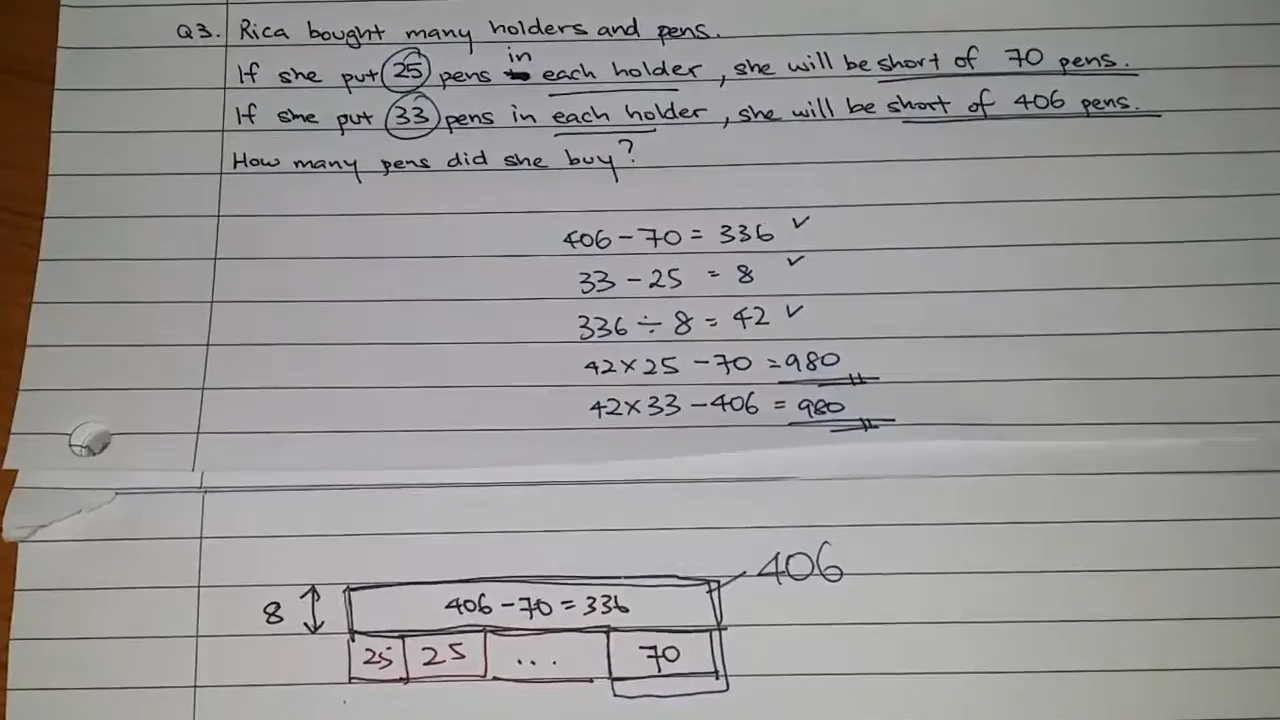 Q3. Rica bought many holders and pens.
If she put 25 pens in each holder, she will be short of 70 pens.
If she put 33 pens in each holder, she will be short of 406 pens.
How many pens did she buy?
406 - 70 = 336 ✓
33 - 25 = 8 ✓
336 ÷ 8 = 42 ✓
42 × 25 - 70 = 980
42 × 33 - 406 = 980
406
8 406 - 70 = 336
25 25 ... 70